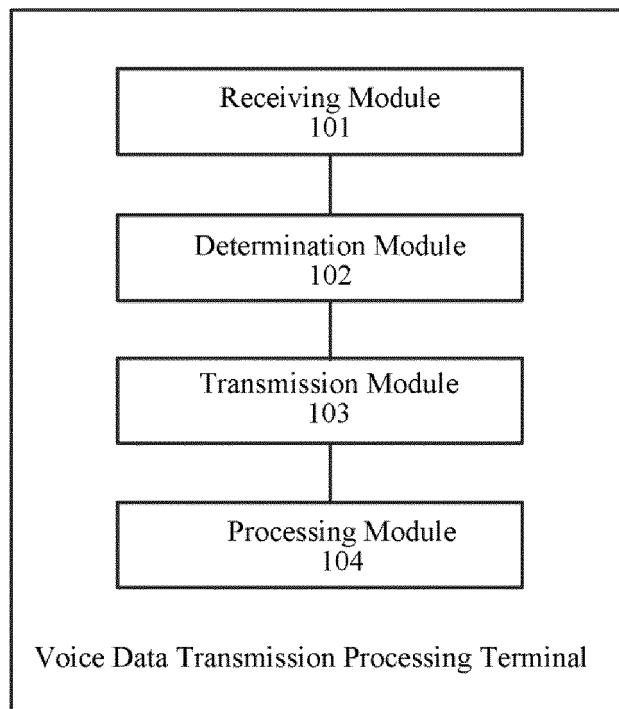 Receiving Module
101
Determination Module
102
Transmission Module
103
Processing Module
104
Voice Data Transmission Processing Terminal